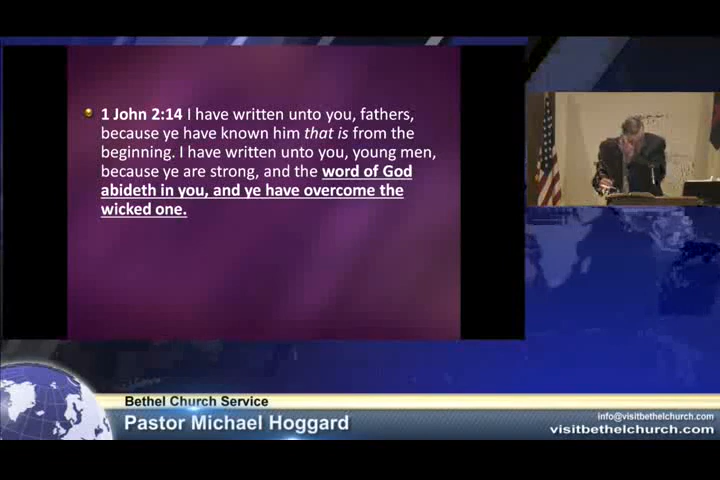 1 John 2:14 I have written unto you, fathers,
because ye have known him that is from the
beginning. I have written unto you, young men,
because ye are strong, and the word of God
abideth in you, and ye have overcome the
wicked one.
Bethel Church Service
Pastor Michael Hoggard
info@visitbethelchurch.com
visitbethelchurch.com